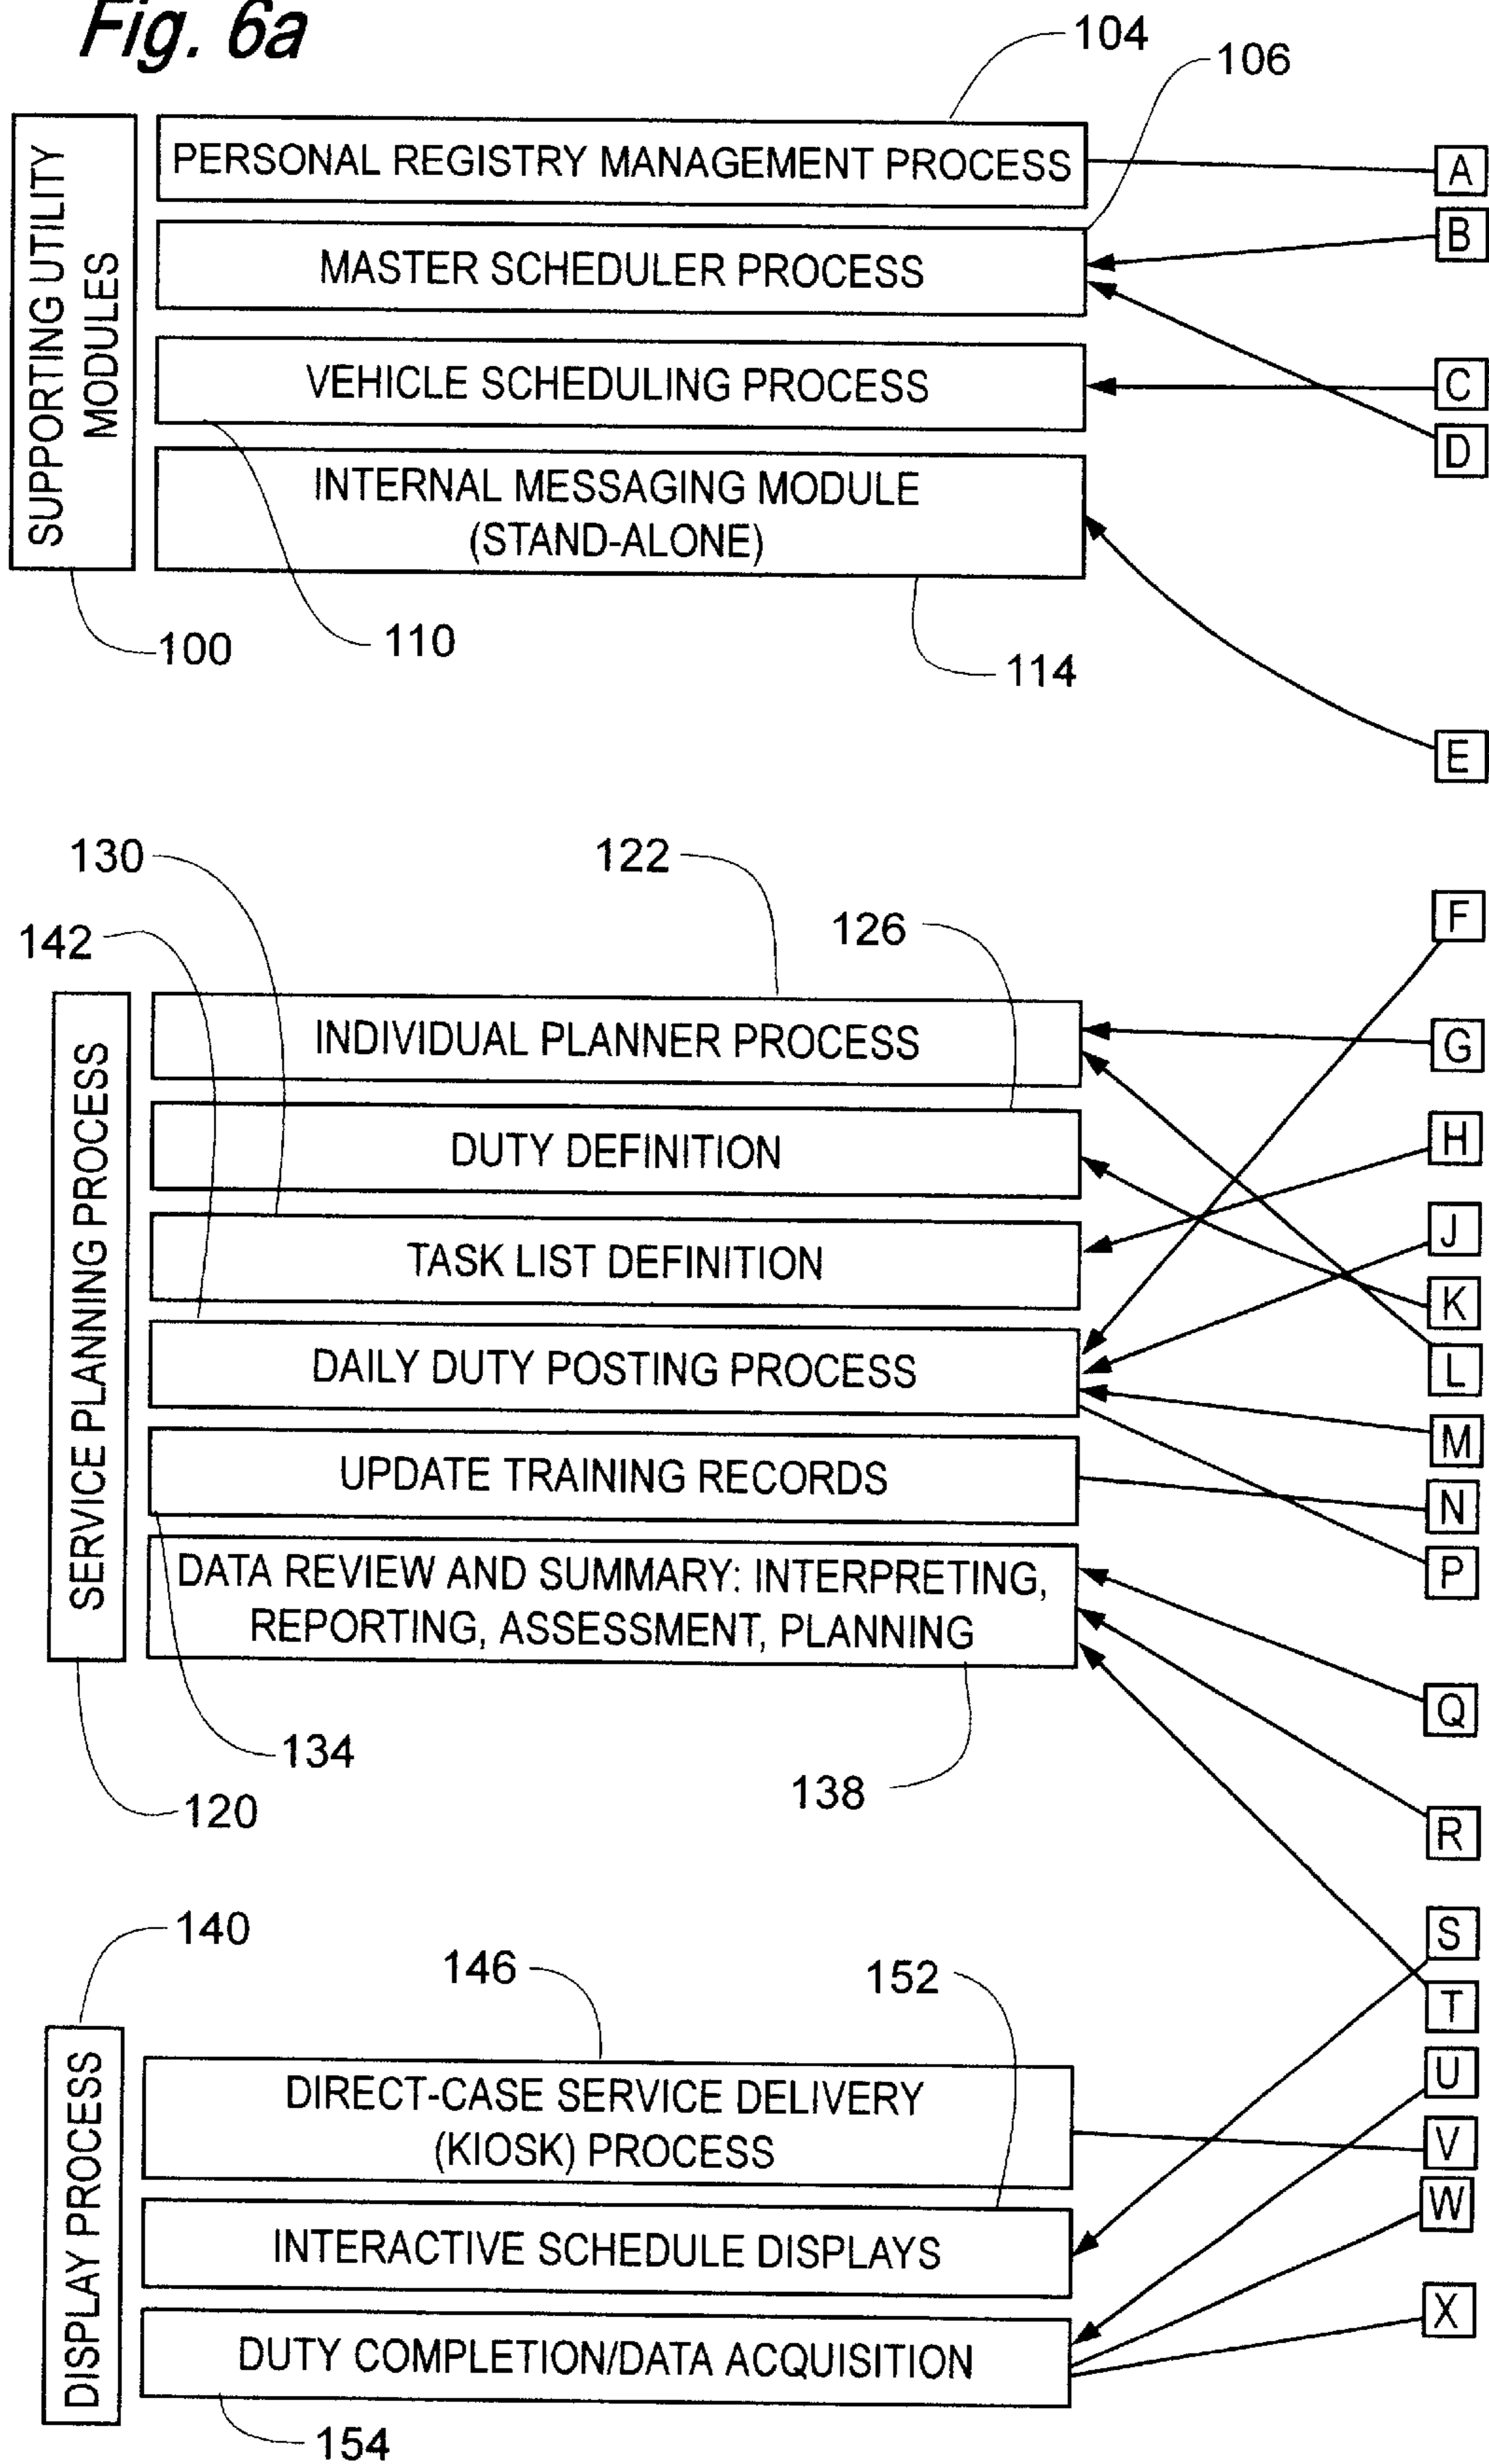 Fig. 6a
104
106
SUPPORTING UTILITY
MODULES
PERSONAL REGISTRY MANAGEMENT PROCESS
A
B
MASTER SCHEDULER PROCESS
VEHICLE SCHEDULING PROCESS
C
D
INTERNAL MESSAGING MODULE
(STAND-ALONE)
100
110
114
E
130
122
142
126
F
SERVICE PLANNING PROCESS
INDIVIDUAL PLANNER PROCESS
G
DUTY DEFINITION
H
TASK LIST DEFINITION
J
K
DAILY DUTY POSTING PROCESS
L
M
UPDATE TRAINING RECORDS
N
P
DATA REVIEW AND SUMMARY: INTERPRETING,
REPORTING, ASSESSMENT, PLANNING
Q
134
138
120
R
140
146
152
S
T
DISPLAY PROCESS
DIRECT-CASE SERVICE DELIVERY
(KIOSK) PROCESS
U
V
W
INTERACTIVE SCHEDULE DISPLAYS
X
DUTY COMPLETION/DATA ACQUISITION
154